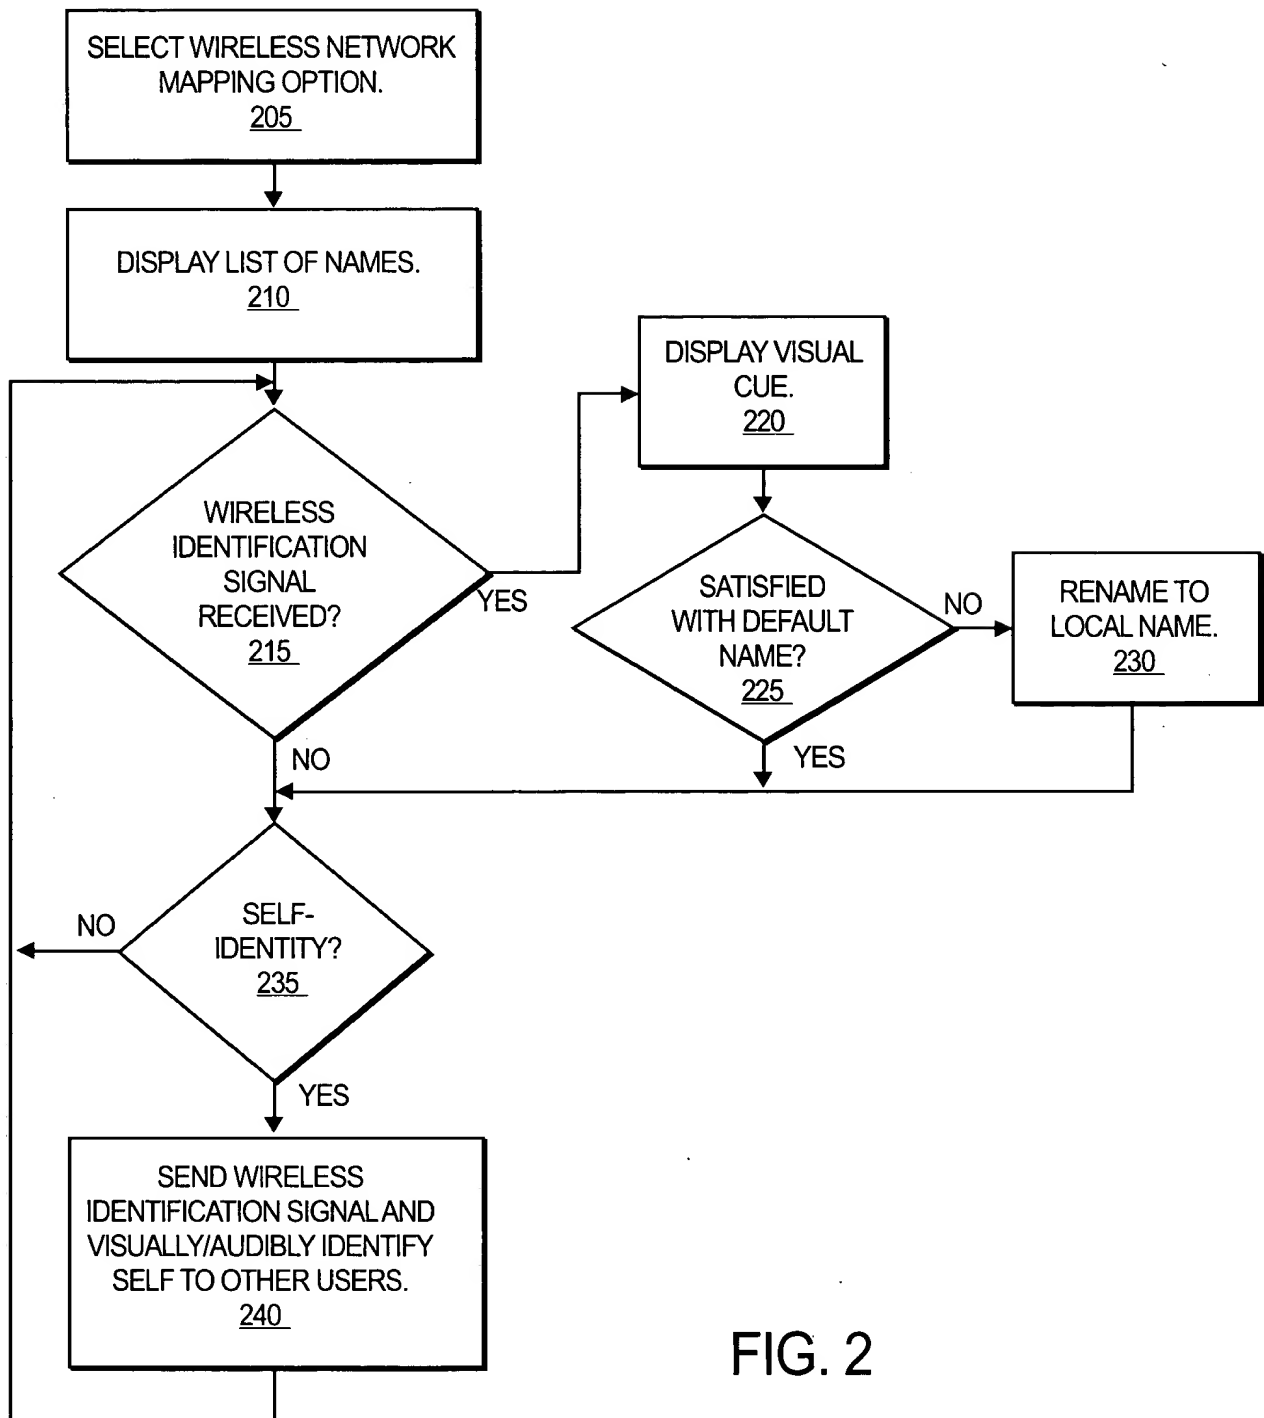 SELECT WIRELESS NETWORK
MAPPING OPTION.
205
DISPLAY LIST OF NAMES.
210
WIRELESS
IDENTIFICATION
SIGNAL
RECEIVED?
215
YES
NO
DISPLAY VISUAL
CUE.
220
SATISFIED
WITH DEFAULT
NAME?
225
NO
YES
RENAME TO
LOCAL NAME.
230
SELF-
IDENTITY?
235
NO
YES
SEND WIRELESS
IDENTIFICATION SIGNAL AND
VISUALLY/AUDIBLY IDENTIFY
SELF TO OTHER USERS.
240
FIG. 2